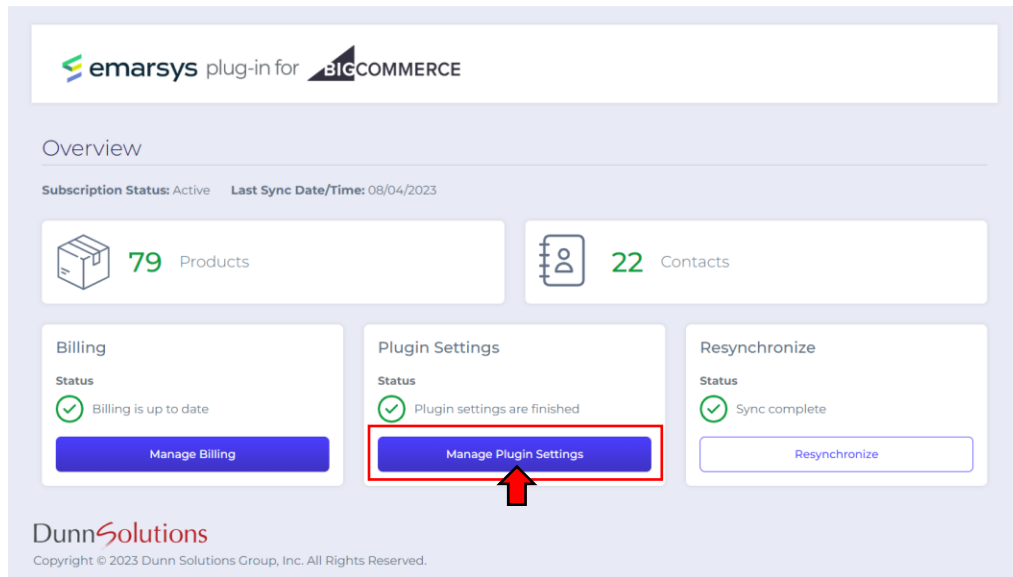 emarsys plug-in for BIGCOMMERCE
Overview
Subscription Status: Active Last Sync Date/Time: 08/04/2023
79 Products
22 Contacts
Billing
Status
Billing is up to date
Manage Billing
Plugin Settings
Status
Plugin settings are finished
Manage Plugin Settings
Resynchronize
Status
Sync complete
Resynchronize
DunnSolutions
Copyright © 2023 Dunn Solutions Group, Inc. All Rights Reserved.